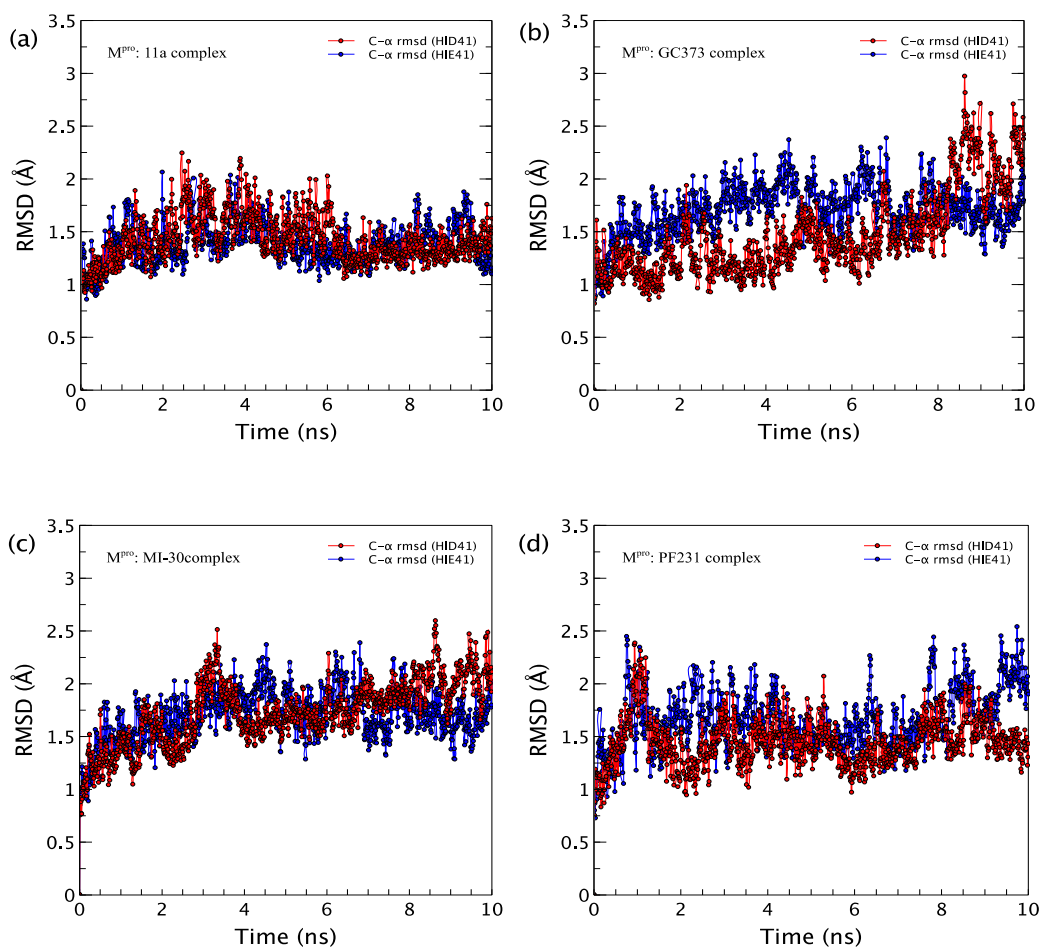 (a)
M^pro: 11a complex
C-α rmsd (HID41)
C-α rmsd (HIE41)
RMSD (Å)
3.5
3
2.5
2
1.5
1
0.5
0
0 2 4 6 8 10
Time (ns)
(b)
M^pro: GC373 complex
C-α rmsd (HID41)
C-α rmsd (HIE41)
RMSD (Å)
3.5
3
2.5
2
1.5
1
0.5
0
0 2 4 6 8 10
Time (ns)
(c)
M^pro: MI-30complex
C-α rmsd (HID41)
C-α rmsd (HIE41)
RMSD (Å)
3.5
3
2.5
2
1.5
1
0.5
0
0 2 4 6 8 10
Time (ns)
(d)
M^pro: PF231 complex
C-α rmsd (HID41)
C-α rmsd (HIE41)
RMSD (Å)
3.5
3
2.5
2
1.5
1
0.5
0
0 2 4 6 8 10
Time (ns)